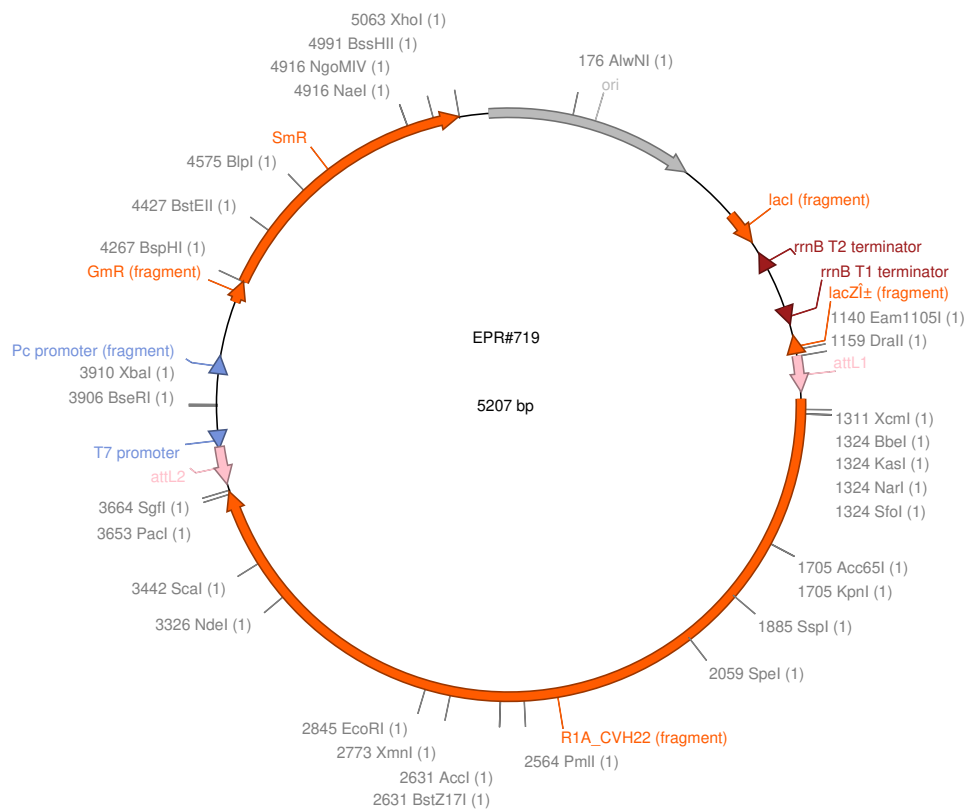 5063 XhoI (1)
4991 BssHII (1)
4916 NgoMIV (1)
4916 NaeI (1)
176 AlwNI (1)
ori
SmR
4575 BlpI (1)
4427 BstEII (1)
4267 BspHI (1)
GmR (fragment)
Pc promoter (fragment)
3910 XbaI (1)
3906 BseRI (1)
T7 promoter
attL2
3664 SgfI (1)
3653 PacI (1)
3442 ScaI (1)
3326 NdeI (1)
2845 EcoRI (1)
2773 XmnI (1)
2631 AccI (1)
2631 BstZ17I (1)
2564 PmlI (1)
R1A_CVH22 (fragment)
2059 SpeI (1)
1885 SspI (1)
1705 KpnI (1)
1705 Acc65I (1)
1324 SfoI (1)
1324 NarI (1)
1324 KasI (1)
1324 BbeI (1)
1311 XcmI (1)
attL1
1159 DraII (1)
1140 Eam1105I (1)
lacZÎ± (fragment)
rrnB T1 terminator
rrnB T2 terminator
lacI (fragment)
EPR#719
5207 bp